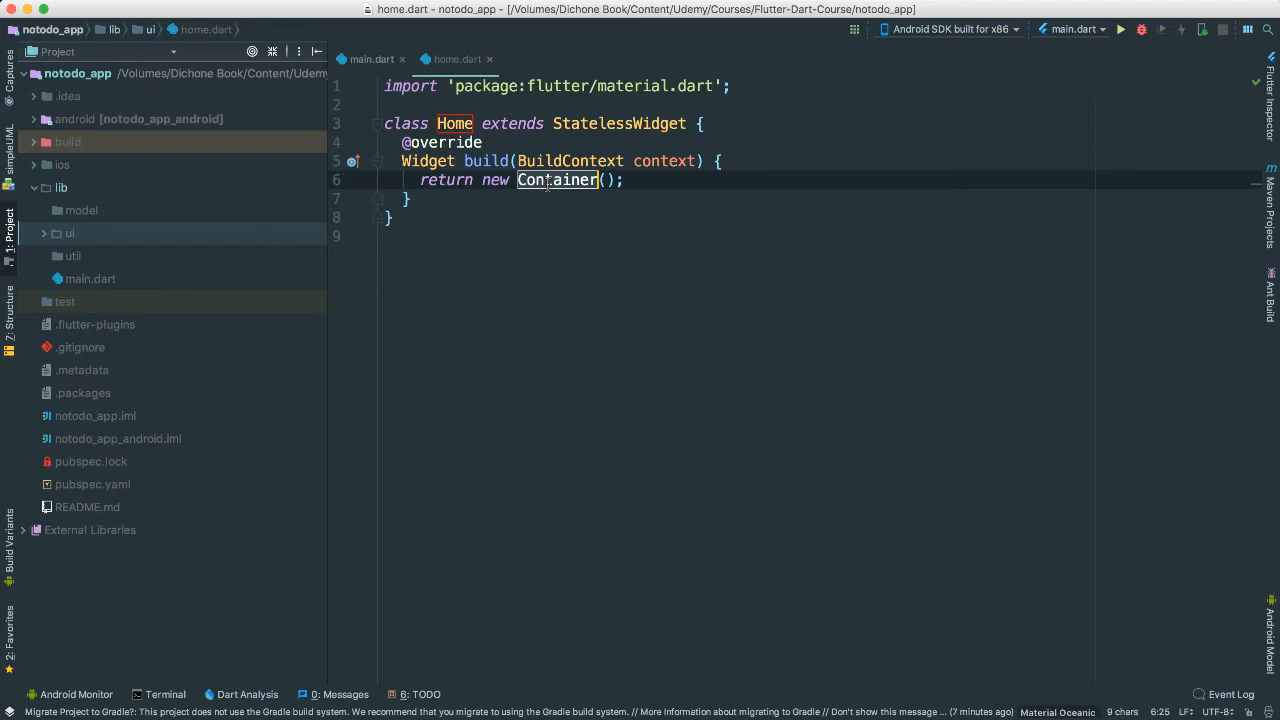 home.dart - notodo_app - [/Volumes/Dichone Book/Content/Udemy/Courses/Flutter-Dart-Course/notodo_app]
notodo_app lib ui home.dart
Android SDK built for x86 main.dart
Project
main.dart home.dart
notodo_app /Volumes/Dichone Book/Content/Udemy
.idea
android [notodo_app_android]
build
ios
lib
model
ui
util
main.dart
test
.flutter-plugins
.gitignore
.metadata
.packages
notodo_app.iml
notodo_app_android.iml
pubspec.lock
pubspec.yaml
README.md
External Libraries
1 import 'package:flutter/material.dart';
2
3 class Home extends StatelessWidget {
4 @override
5 Widget build(BuildContext context) {
6 return new Container();
7 }
8 }
9
Captures
simpleUML
1: Project
7: Structure
Build Variants
2: Favorites
Flutter Inspector
Maven Projects
Ant Build
Android Model
Android Monitor Terminal Dart Analysis 0: Messages 6: TODO Event Log
Migrate Project to Gradle?: This project does not use the Gradle build system. We recommend that you migrate to using the Gradle build system. // More Information about migrating to Gradle // Don't show this message... (7 minutes ago) Material Oceanic 9 chars 6:25 LF÷ UTF-8÷